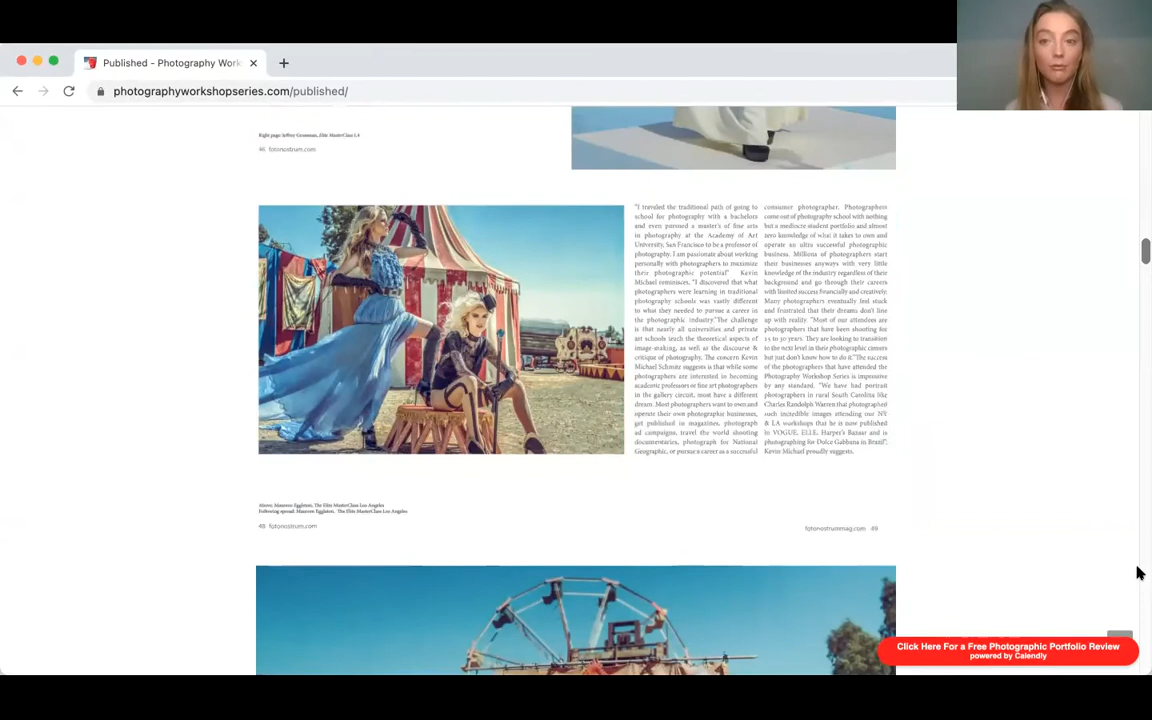 Published - Photography Work
photographyworkshopseries.com/published/
Right page: Jeffrey Grossman, Elite MasterClass LA
46 fotonostrum.com
"I traveled the traditional path of going to
school for photography with a bachelors
and even pursued a master's of fine arts
in photography at the Academy of Art
University, San Francisco to be a professor of
photography. I am passionate about working
personally with photographers to maximize
their photographic potential" Kevin
Michael reminisces. "I discovered that what
photographers were learning in traditional
photography schools was vastly different
to what they needed to pursue a career in
the photographic industry."The challenge
is that nearly all universities and private
art schools teach the theoretical aspects of
image-making, as well as the discourse &
critique of photography. The concern Kevin
Michael Schmitz suggests is that while some
photographers are interested in becoming
academic professors or fine art photographers
in the gallery circuit, most have a different
dream. Most photographers want to own and
operate their own photographic businesses,
get published in magazines, photograph
ad campaigns, travel the world shooting
documentaries, photograph for National
Geographic, or pursue a career as a successful
consumer photographer. Photographers
come out of photography school with nothing
but a mediocre student portfolio and almost
zero knowledge of what it takes to own and
operate so ultra successful photographic
business. Millions of photographers start
their businesses anyways with very little
knowledge of the industry regardless of their
background and go through their careers
with limited success financially and creatively.
Many photographers eventually feel stuck
and frustrated that their dreams don't line
up with reality. "Most of our attendees are
photographers that have been shooting for
15 to 30 years. They are looking to transition
to the next level in their photographic careers
but just don't know how to do it."The success
of the photographers that have attended the
Photography Workshop Series is impressive
by any standard. "We have had portrait
photographers in rural South Carolina like
Charles Randolph Warren that photographed
such incredible images attending our NY
& LA workshops that he is now published
in VOGUE, ELLE, Harper's Bazaar and is
photographing for Dolce Gabbana in Brazil",
Kevin Michael proudly suggests.
Above: Maureen Eggleton, The Elite MasterClass Los Angeles
Following spread: Maureen Eggleton. The Elite MasterClass Los Angeles
48 fotonostrum.com
fotonostrummag.com 49
Click Here For a Free Photographic Portfolio Review
powered by Calendly